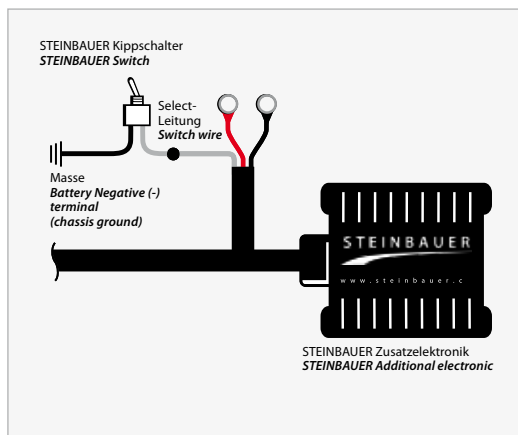 STEINBAUER Kippschalter
STEINBAUER Switch
Select-
Leitung
Switch wire
Masse
Battery Negative (-)
terminal
(chassis ground)
STEINBAUER
www.steinbauer.c
STEINBAUER Zusatzelektronik
STEINBAUER Additional electronic